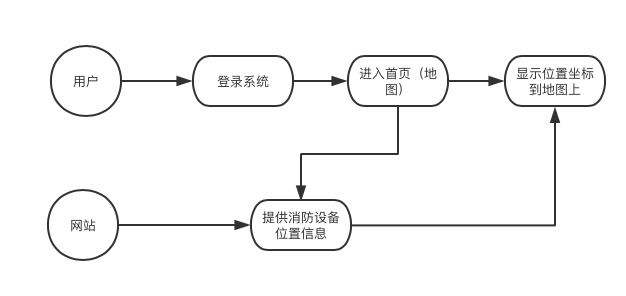 用户
登录系统
进入首页（地
图）
显示位置坐标
到地图上
网站
提供消防设备
位置信息